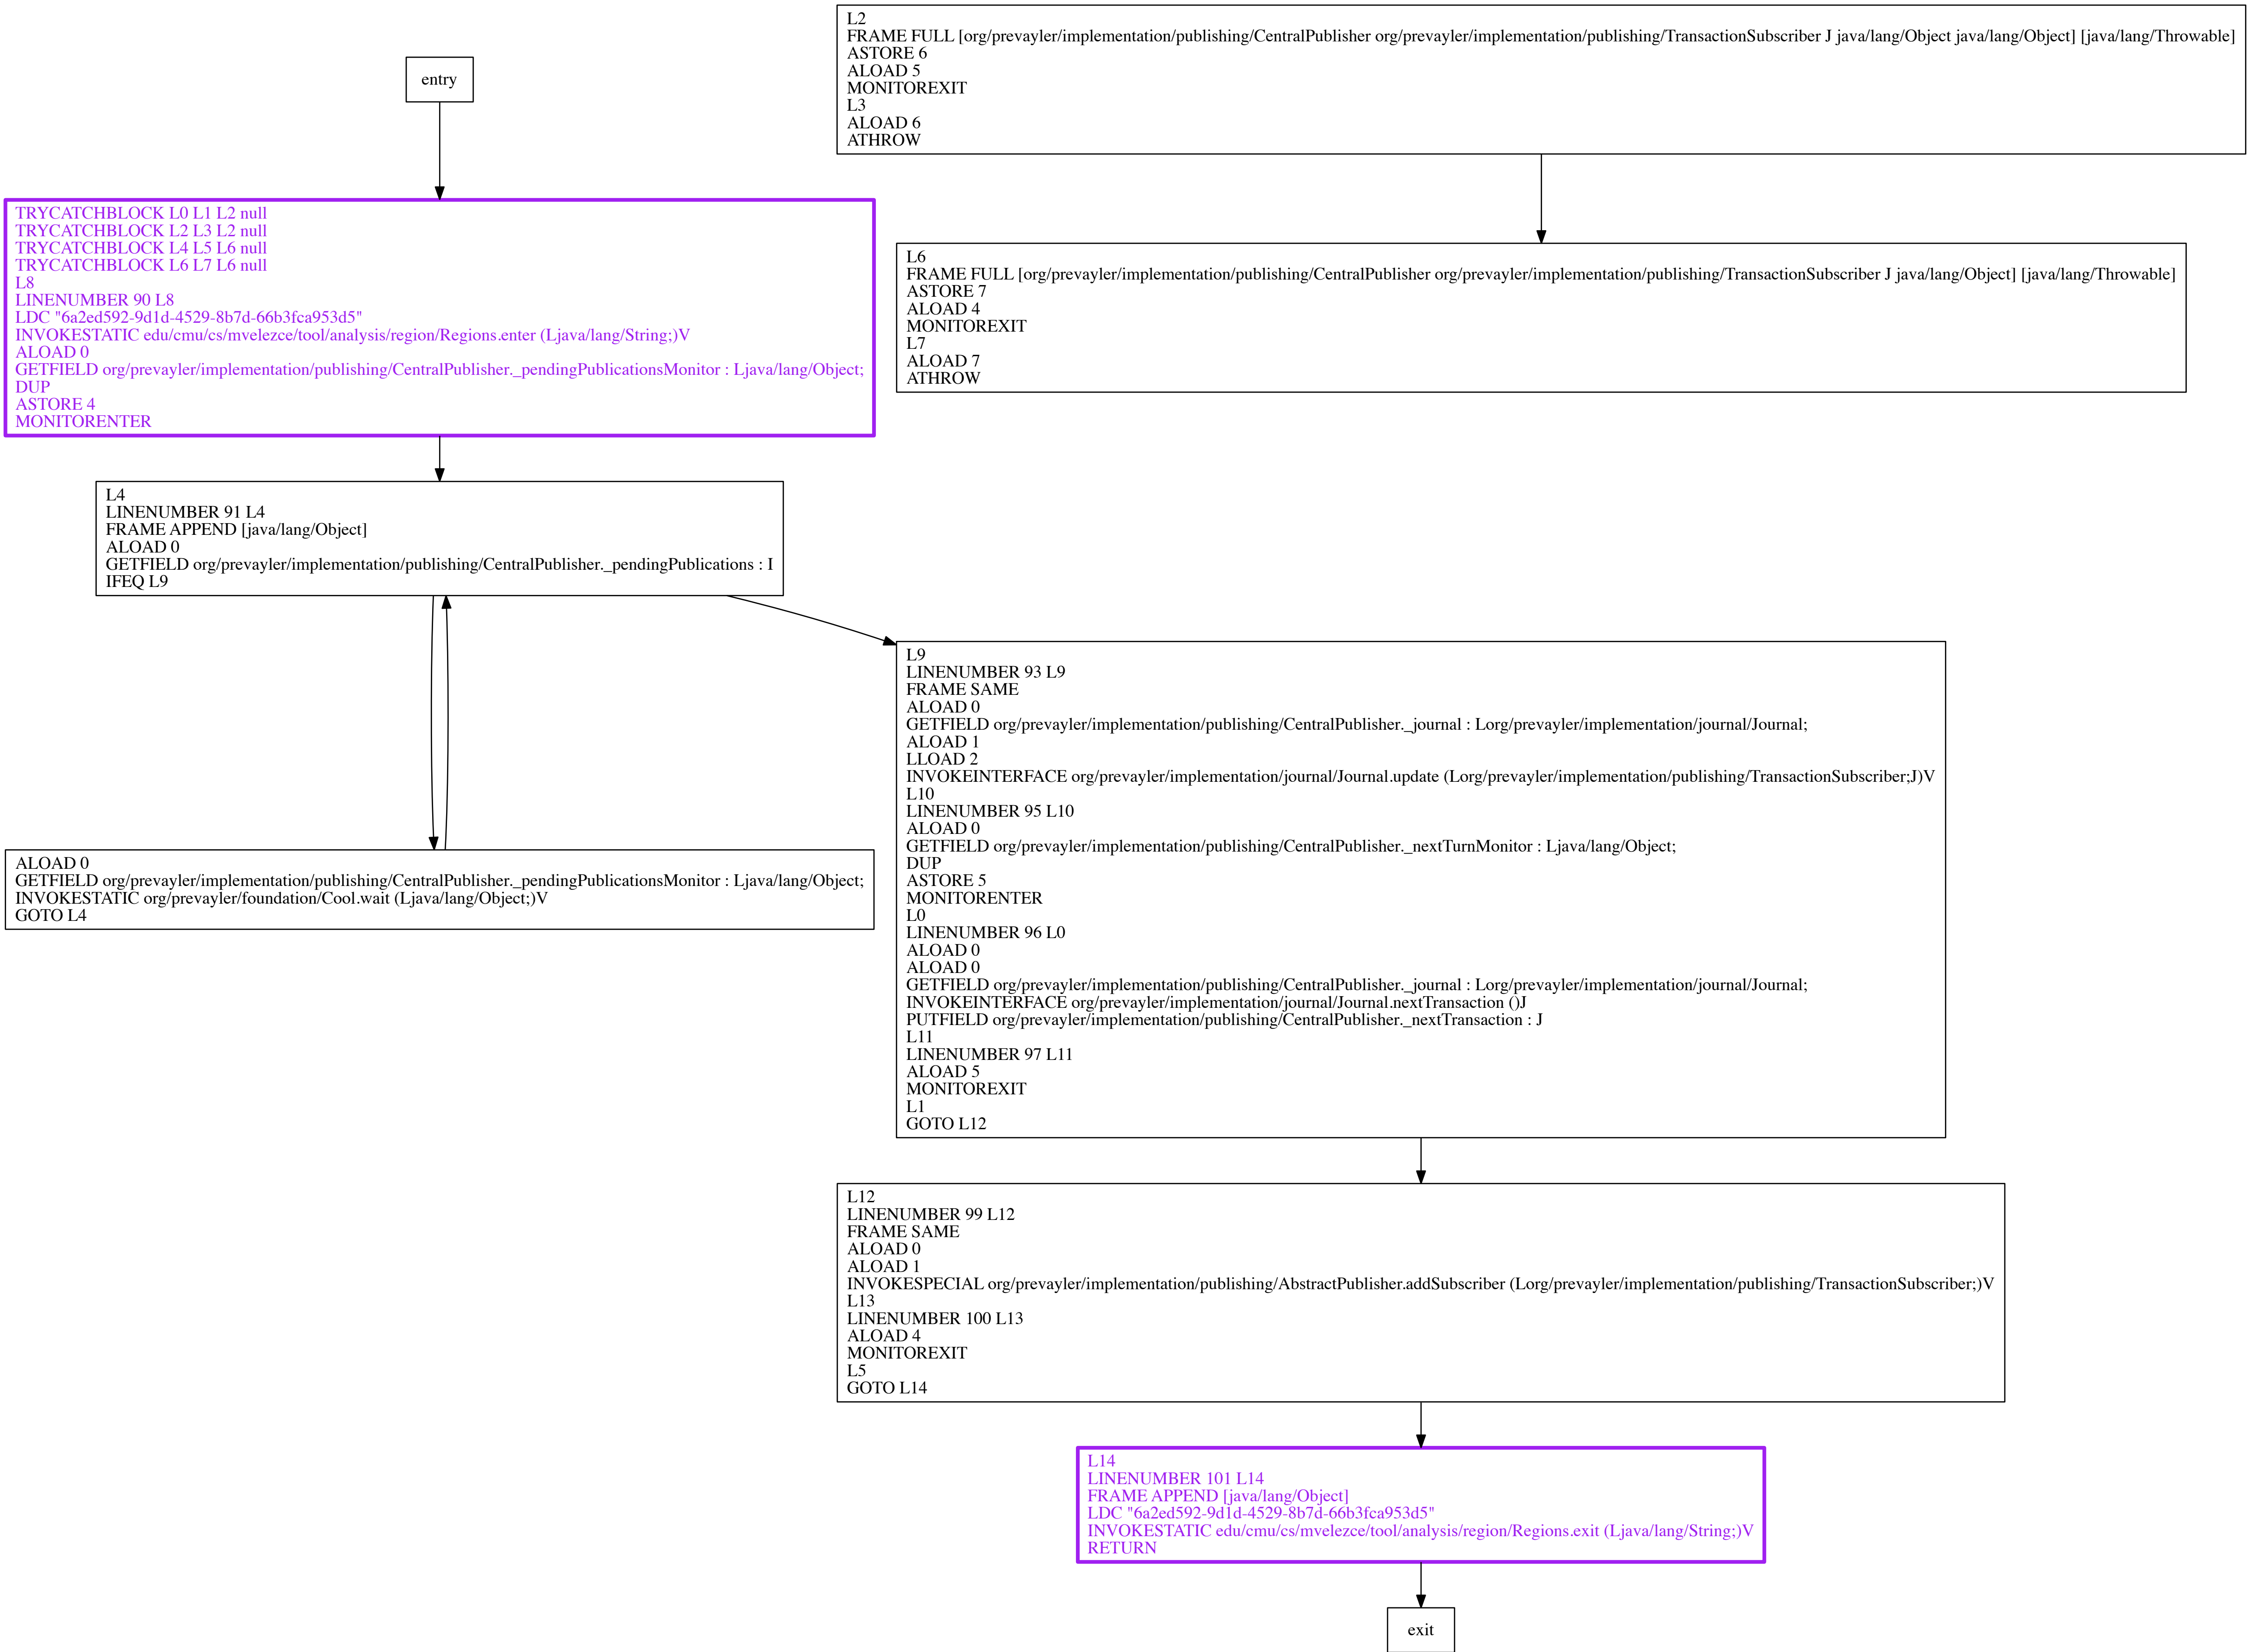 entry
TRYCATCHBLOCK L0 L1 L2 null
TRYCATCHBLOCK L2 L3 L2 null
TRYCATCHBLOCK L4 L5 L6 null
TRYCATCHBLOCK L6 L7 L6 null
L8
LINENUMBER 90 L8
LDC "6a2ed592-9d1d-4529-8b7d-66b3fca953d5"
INVOKESTATIC edu/cmu/cs/mvelezce/tool/analysis/region/Regions.enter (Ljava/lang/String;)V
ALOAD 0
GETFIELD org/prevayler/implementation/publishing/CentralPublisher._pendingPublicationsMonitor : Ljava/lang/Object;
DUP
ASTORE 4
MONITORENTER
L4
LINENUMBER 91 L4
FRAME APPEND [java/lang/Object]
ALOAD 0
GETFIELD org/prevayler/implementation/publishing/CentralPublisher._pendingPublications : I
IFEQ L9
ALOAD 0
GETFIELD org/prevayler/implementation/publishing/CentralPublisher._pendingPublicationsMonitor : Ljava/lang/Object;
INVOKESTATIC org/prevayler/foundation/Cool.wait (Ljava/lang/Object;)V
GOTO L4
L2
FRAME FULL [org/prevayler/implementation/publishing/CentralPublisher org/prevayler/implementation/publishing/TransactionSubscriber J java/lang/Object java/lang/Object] [java/lang/Throwable]
ASTORE 6
ALOAD 5
MONITOREXIT
L3
ALOAD 6
ATHROW
L6
FRAME FULL [org/prevayler/implementation/publishing/CentralPublisher org/prevayler/implementation/publishing/TransactionSubscriber J java/lang/Object] [java/lang/Throwable]
ASTORE 7
ALOAD 4
MONITOREXIT
L7
ALOAD 7
ATHROW
L9
LINENUMBER 93 L9
FRAME SAME
ALOAD 0
GETFIELD org/prevayler/implementation/publishing/CentralPublisher._journal : Lorg/prevayler/implementation/journal/Journal;
ALOAD 1
LLOAD 2
INVOKEINTERFACE org/prevayler/implementation/journal/Journal.update (Lorg/prevayler/implementation/publishing/TransactionSubscriber;J)V
L10
LINENUMBER 95 L10
ALOAD 0
GETFIELD org/prevayler/implementation/publishing/CentralPublisher._nextTurnMonitor : Ljava/lang/Object;
DUP
ASTORE 5
MONITORENTER
L0
LINENUMBER 96 L0
ALOAD 0
ALOAD 0
GETFIELD org/prevayler/implementation/publishing/CentralPublisher._journal : Lorg/prevayler/implementation/journal/Journal;
INVOKEINTERFACE org/prevayler/implementation/journal/Journal.nextTransaction ()J
PUTFIELD org/prevayler/implementation/publishing/CentralPublisher._nextTransaction : J
L11
LINENUMBER 97 L11
ALOAD 5
MONITOREXIT
L1
GOTO L12
L12
LINENUMBER 99 L12
FRAME SAME
ALOAD 0
ALOAD 1
INVOKESPECIAL org/prevayler/implementation/publishing/AbstractPublisher.addSubscriber (Lorg/prevayler/implementation/publishing/TransactionSubscriber;)V
L13
LINENUMBER 100 L13
ALOAD 4
MONITOREXIT
L5
GOTO L14
L14
LINENUMBER 101 L14
FRAME APPEND [java/lang/Object]
LDC "6a2ed592-9d1d-4529-8b7d-66b3fca953d5"
INVOKESTATIC edu/cmu/cs/mvelezce/tool/analysis/region/Regions.exit (Ljava/lang/String;)V
RETURN
exit